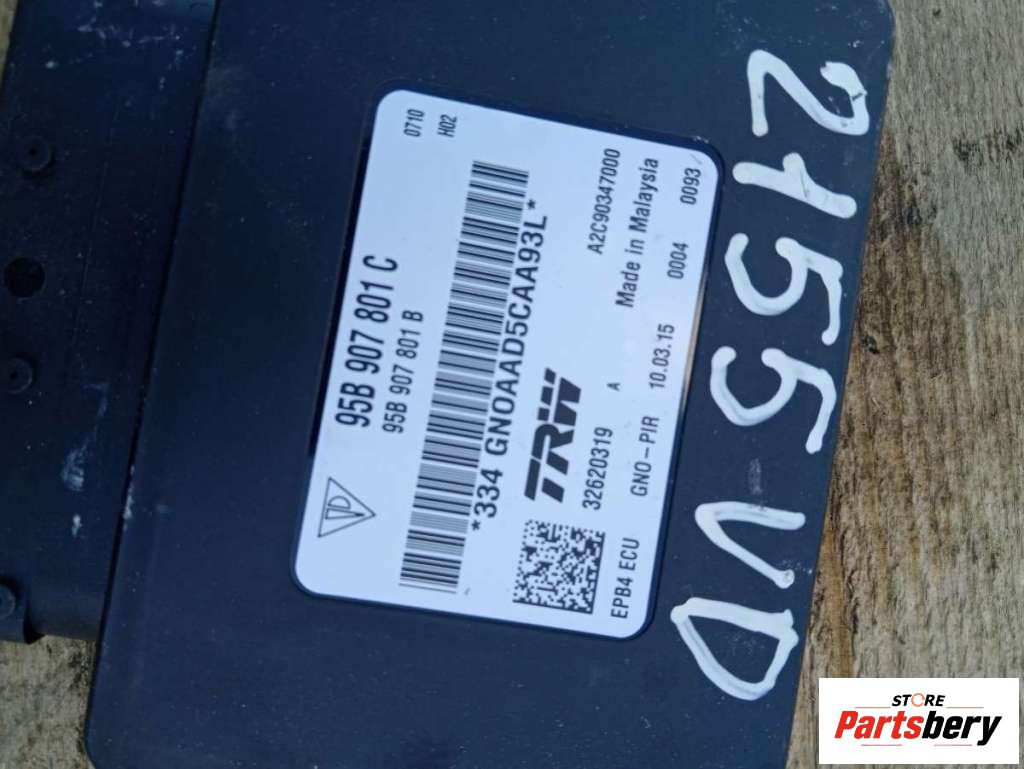 0710
H02
95B 907 801 C
95B 907 801 B
*334 GNOAAD5CAA93L*
TRW
A2C90347000
32620319 A Made in Malaysia
EPB4 ECU GNO-PIR 10.03.15 0004 0093
2155VD
STORE
Partsbery